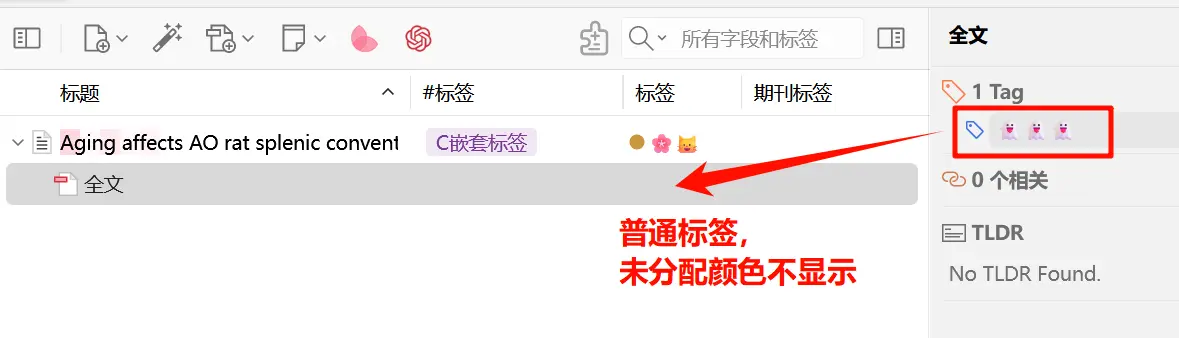 所有字段和标签
全文
标题
#标签
标签
期刊标签
1 Tag
👻👻👻
Aging affects AO rat splenic convent
C嵌套标签
🌸😺
全文
0 个相关
普通标签,
未分配颜色不显示
TLDR
No TLDR Found.